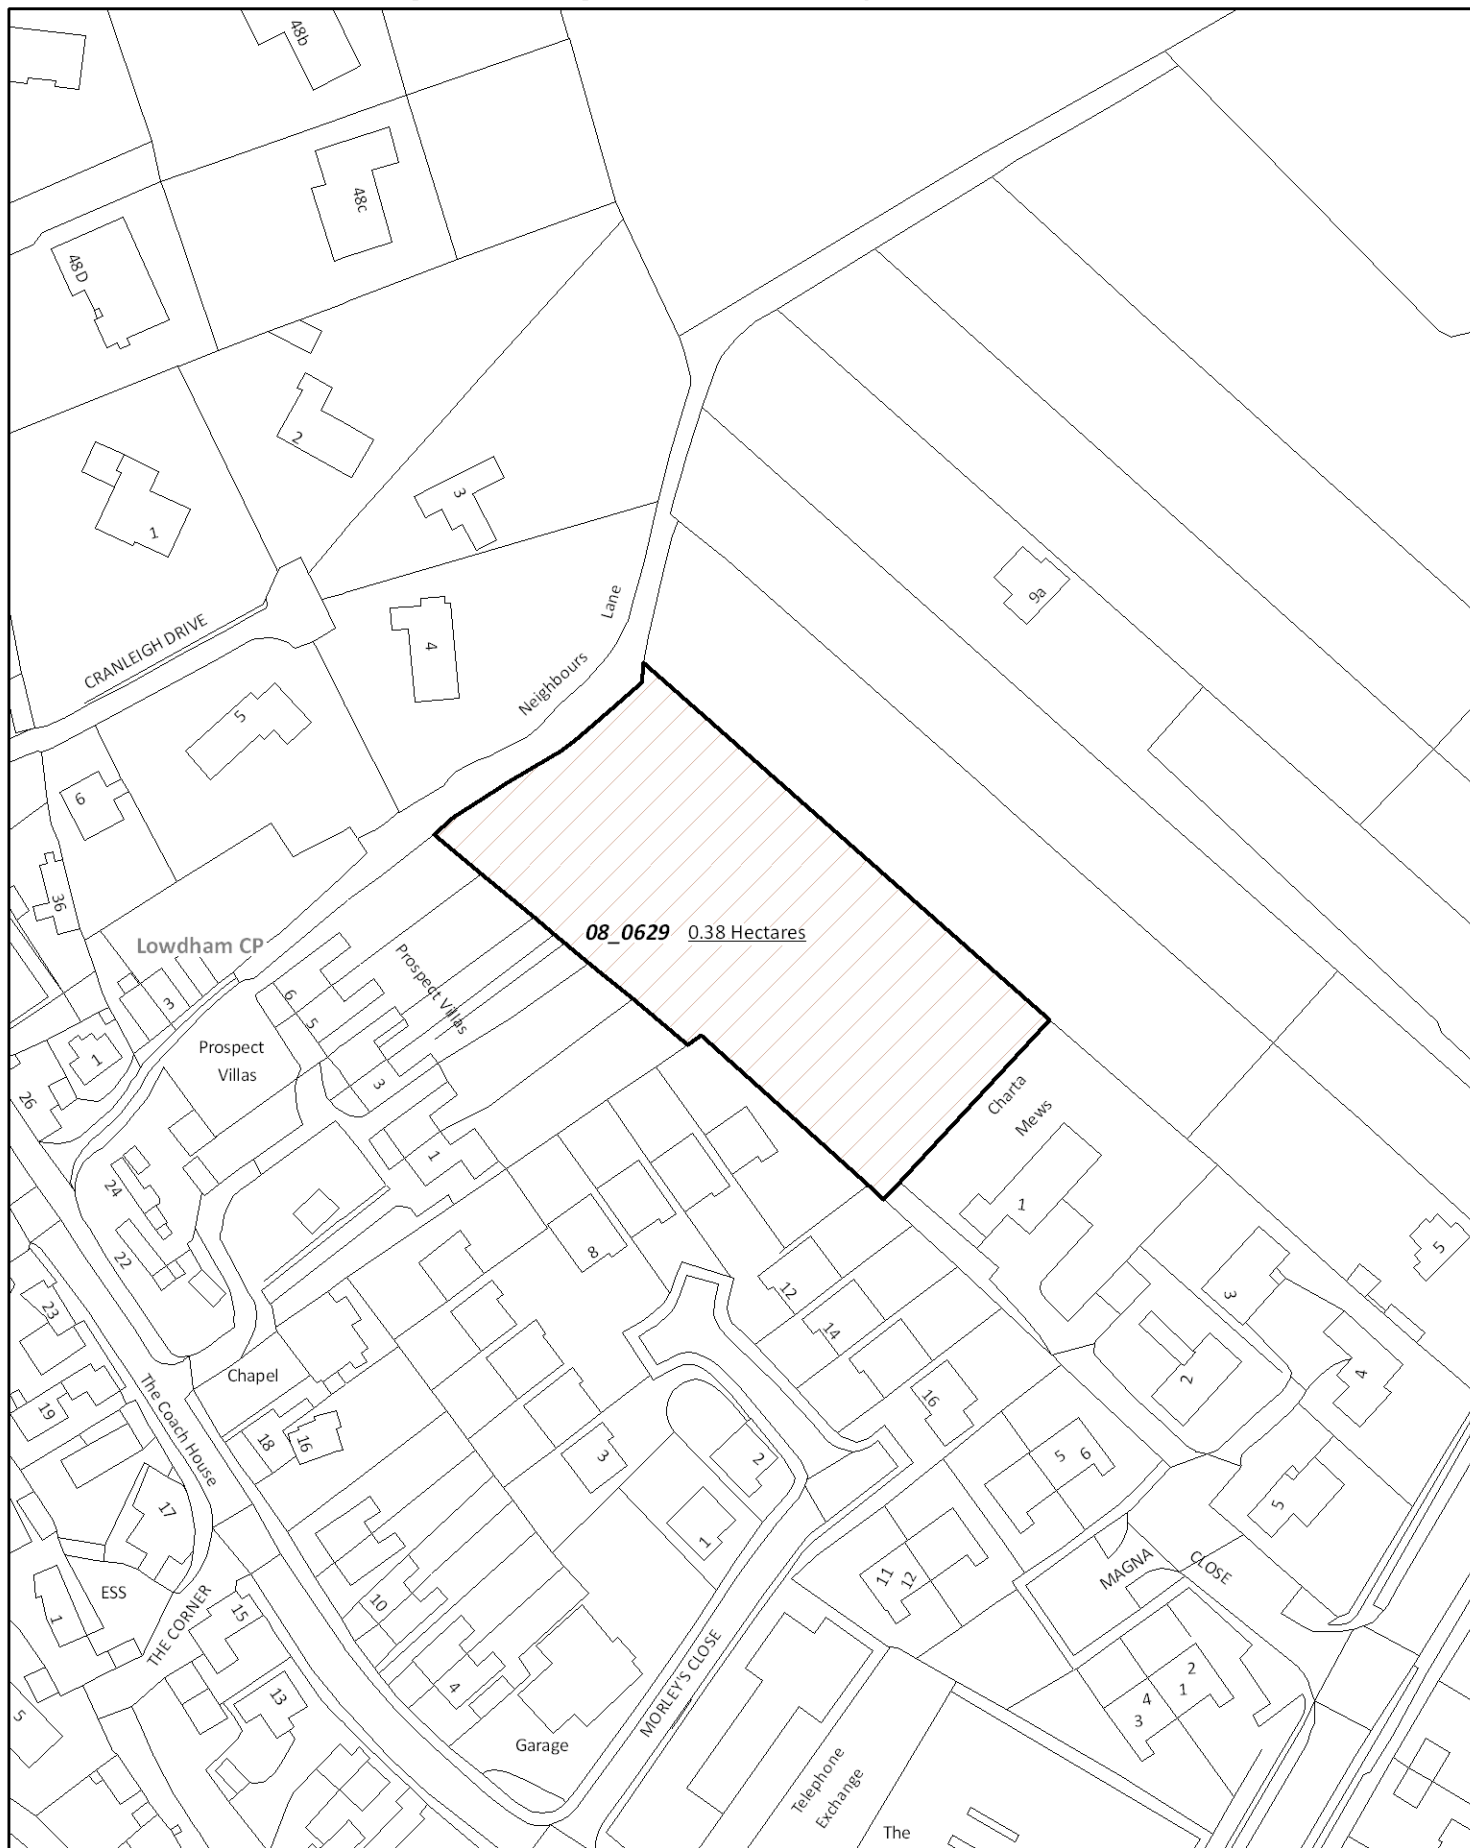 48b
48c
48D
2
3
1
9a
CRANLEIGH DRIVE
Lane
4
Neighbours
5
6
36
08_0629 0.38 Hectares
Lowdham CP
Prospect Villas
3
6
5
Prospect
Villas
1
3
26
Charta
Mews
1
24
1
22
8
5
12
3
23
14
Chapel
4
2
The Coach House
16
19
18
16
3
2
5
6
5
17
1
MAGNA
CLOSE
11
12
ESS
10
1
THE CORNER
15
MORLEY'S CLOSE
2
1
4
3
4
13
5
Garage
Telephone
Exchange
The